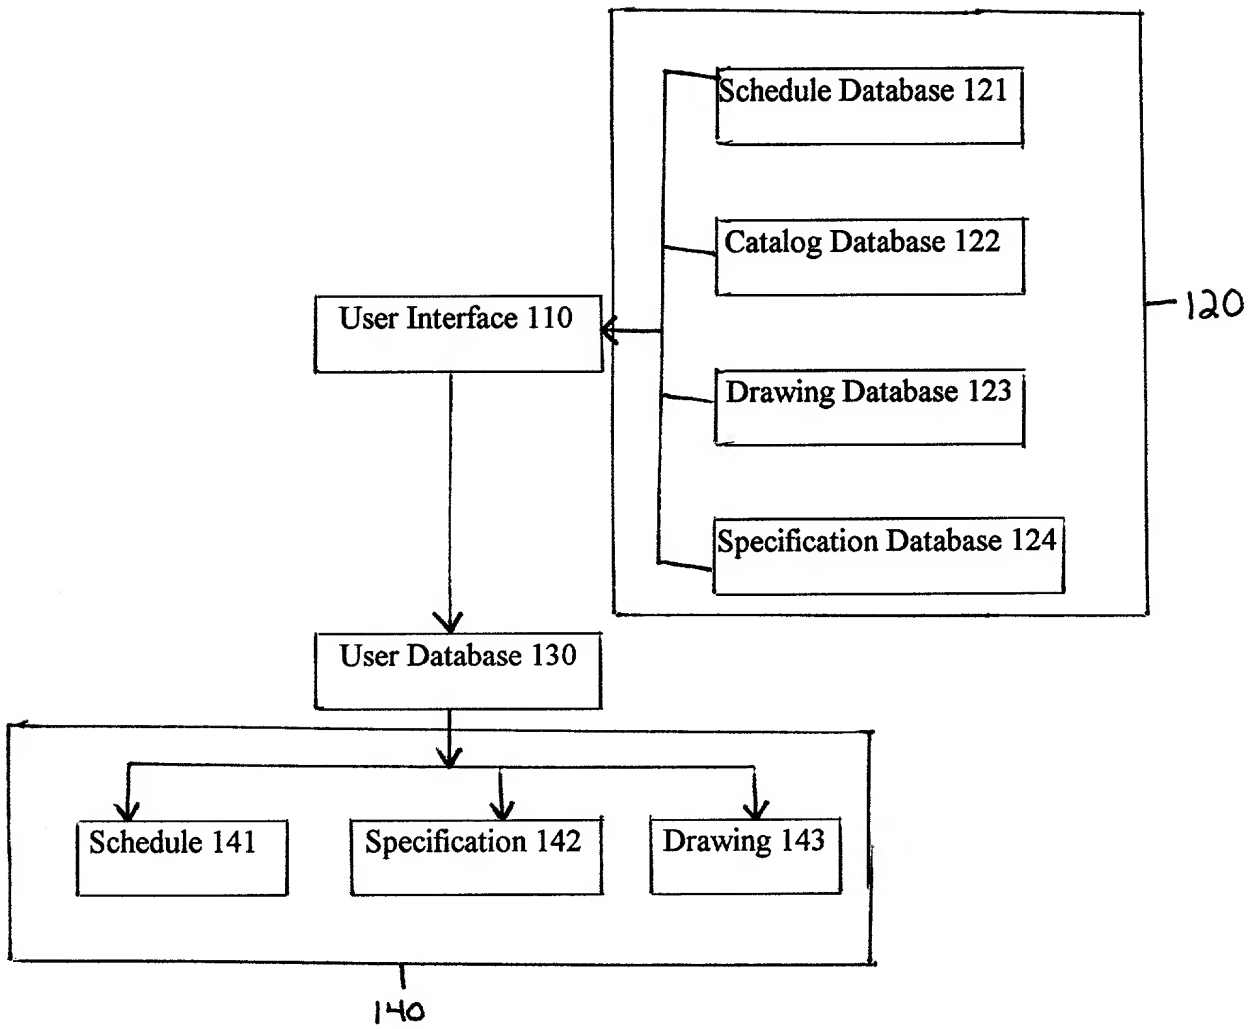 Schedule Database 121
Catalog Database 122
120
User Interface 110
Drawing Database 123
Specification Database 124
User Database 130
Schedule 141
Specification 142
Drawing 143
140